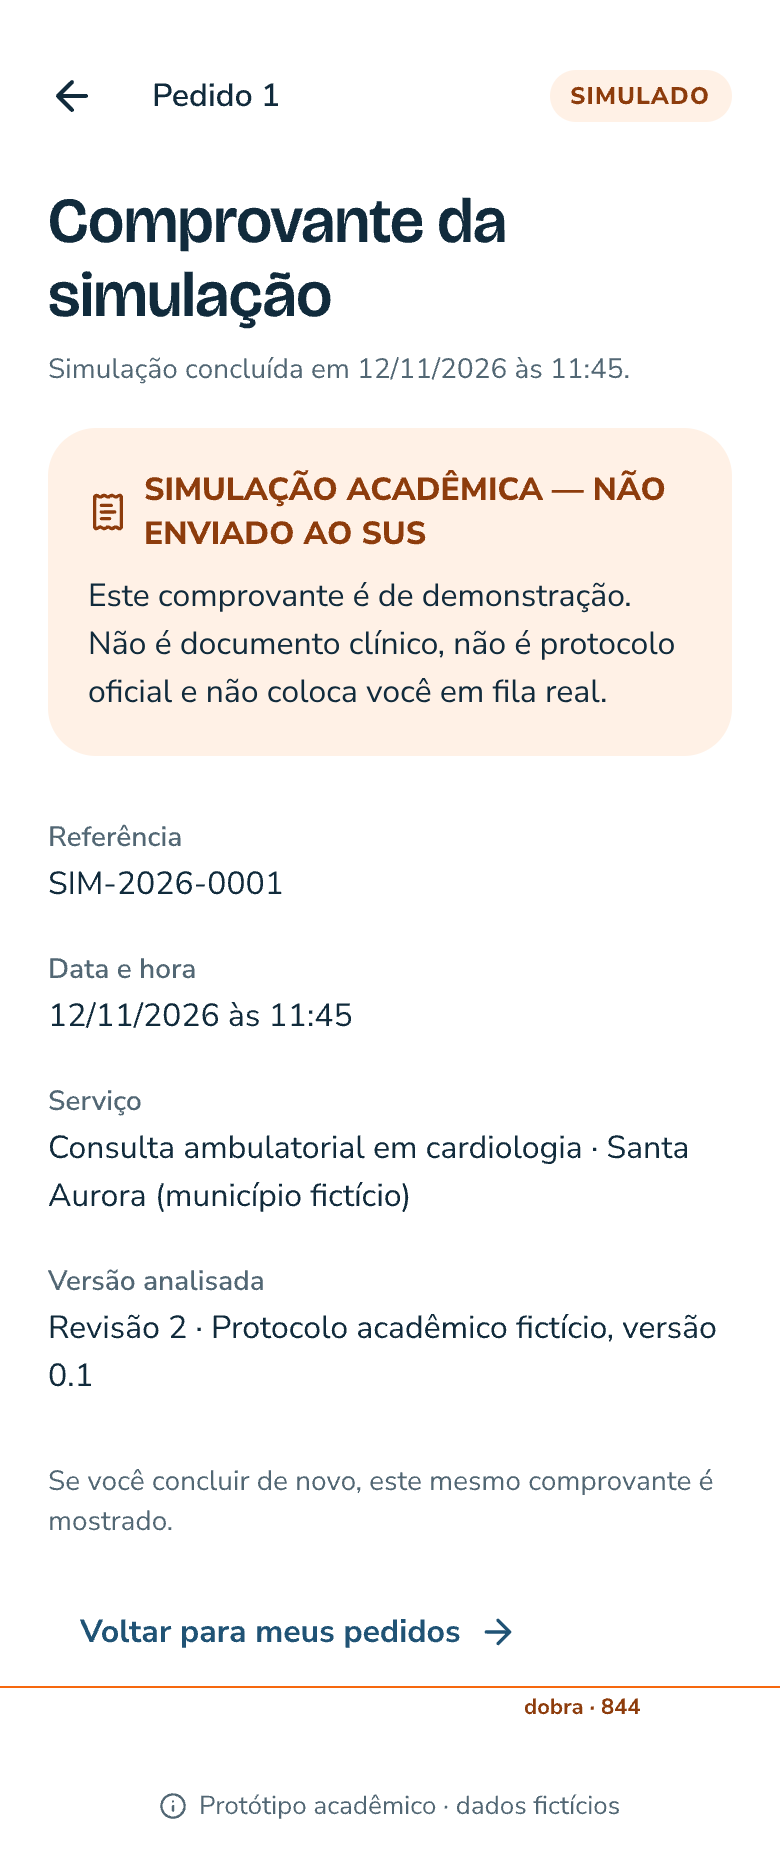 Pedido 1
SIMULADO
Comprovante da
simulação
Simulação concluída em 12/11/2026 às 11:45.
SIMULAÇÃO ACADÊMICA — NÃO
ENVIADO AO SUS
Este comprovante é de demonstração.
Não é documento clínico, não é protocolo
oficial e não coloca você em fila real.
Referência
SIM-2026-0001
Data e hora
12/11/2026 às 11:45
Serviço
Consulta ambulatorial em cardiologia · Santa
Aurora (município fictício)
Versão analisada
Revisão 2 · Protocolo acadêmico fictício, versão
0.1
Se você concluir de novo, este mesmo comprovante é
mostrado.
Voltar para meus pedidos
dobra · 844
Protótipo acadêmico · dados fictícios